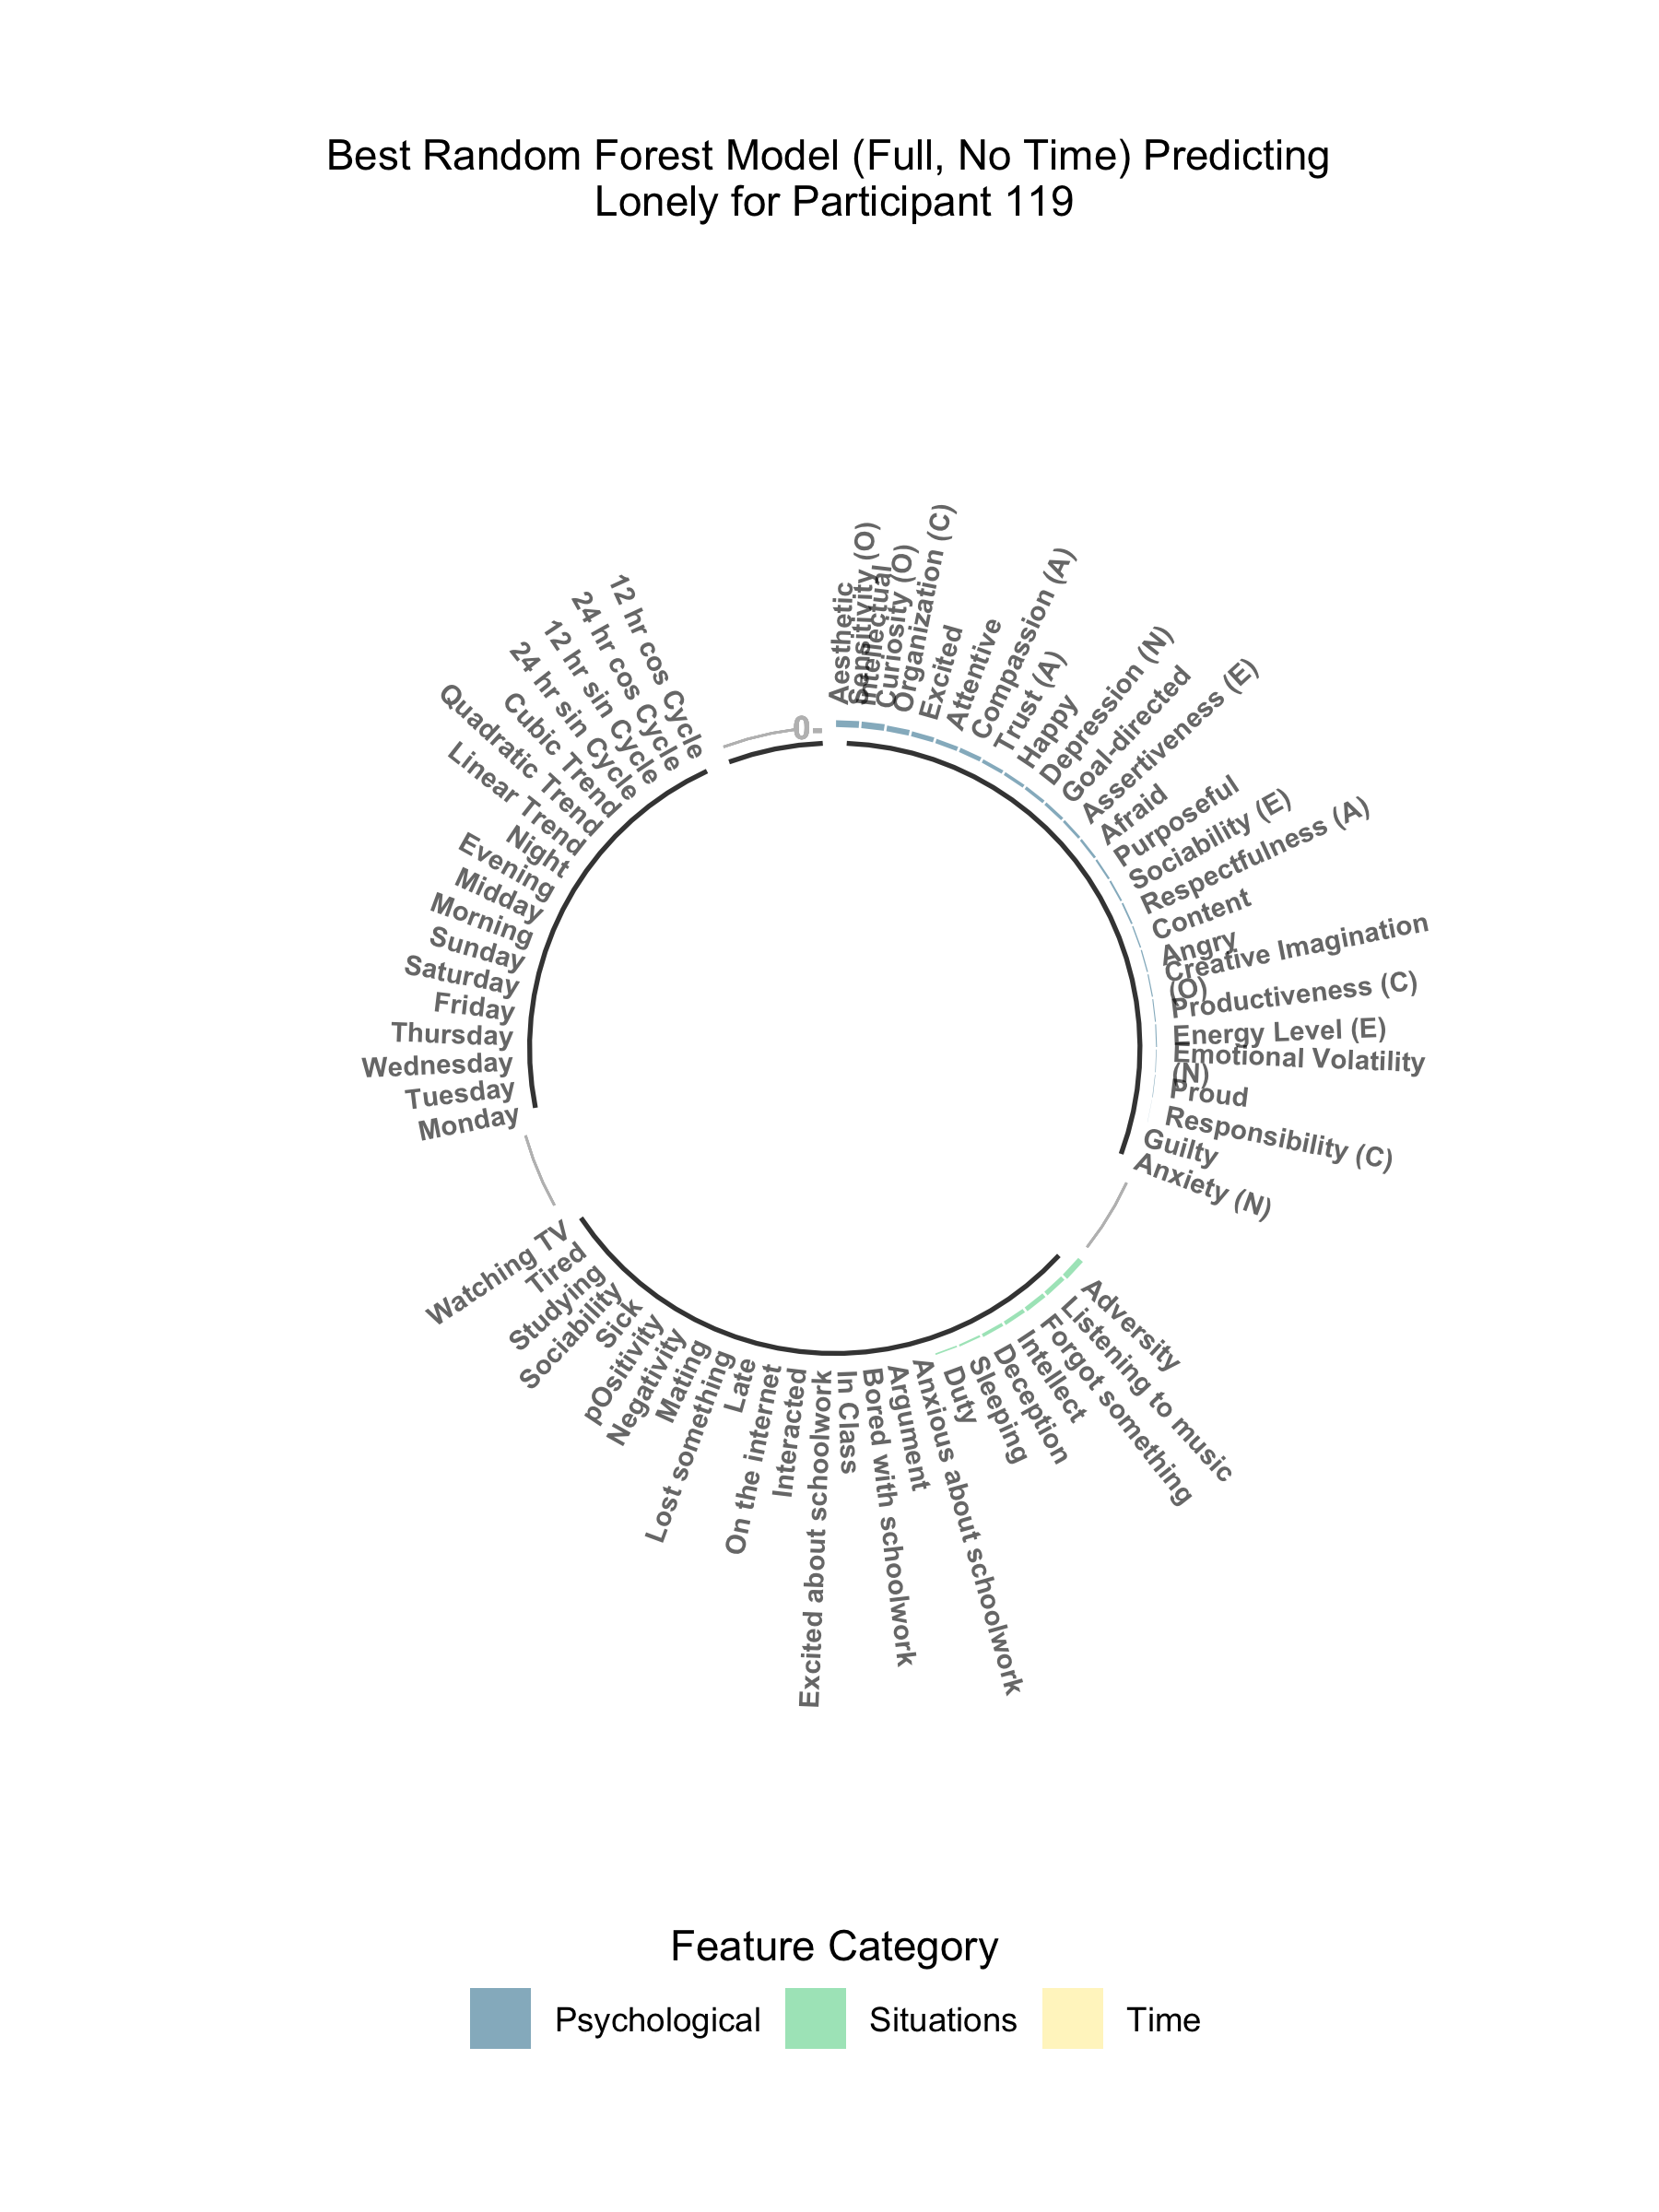 Best Random Forest Model (Full, No Time) Predicting
Lonely for Participant 119
0-
Aesthetic
Sensitivity (O)
Intellectual
Curiosity (O)
Organization (C)
Excited
Attentive
Compassion (A)
Trust (A)
Happy
Depression (N)
Goal-directed
Assertiveness (E)
Afraid
Purposeful
Sociability (E)
Respectfulness (A)
Content
Angry
Creative Imagination
(O)
Productiveness (C)
Energy Level (E)
Emotional Volatility
(N)
Proud
Responsibility (C)
Guilty
Anxiety (N)
Adversity
Listening to music
Forgot something
Intellect
Deception
Sleeping
Duty
Anxious about schoolwork
Argument
Bored with schoolwork
In Class
Excited about schoolwork
Interacted
On the internet
Late
Lost something
Mating
Negativity
pOsitivity
Sick
Sociability
Studying
Tired
Watching TV
Monday
Tuesday
Wednesday
Thursday
Friday
Saturday
Sunday
Morning
Midday
Evening
Night
Linear Trend
Quadratic Trend
Cubic Trend
24 hr sin Cycle
12 hr sin Cycle
24 hr cos Cycle
12 hr cos Cycle
Feature Category
Psychological
Situations
Time